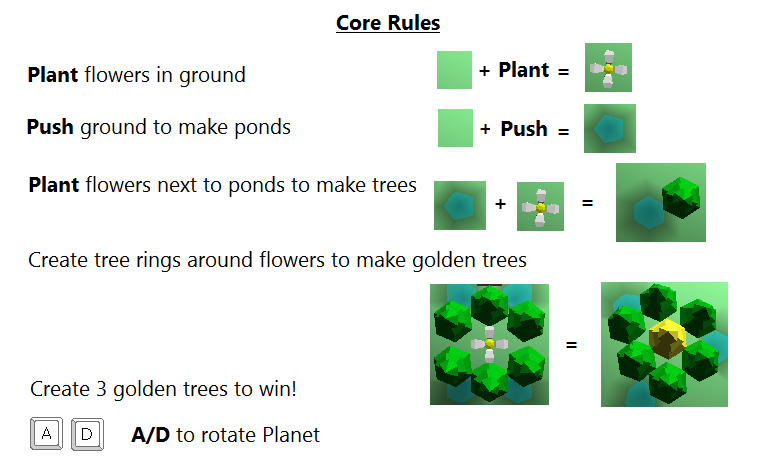 Core Rules
Plant flowers in ground
+ Plant =
Push ground to make ponds
+ Push =
Plant flowers next to ponds to make trees
+ =
Create tree rings around flowers to make golden trees
=
Create 3 golden trees to win!
A D A/D to rotate Planet